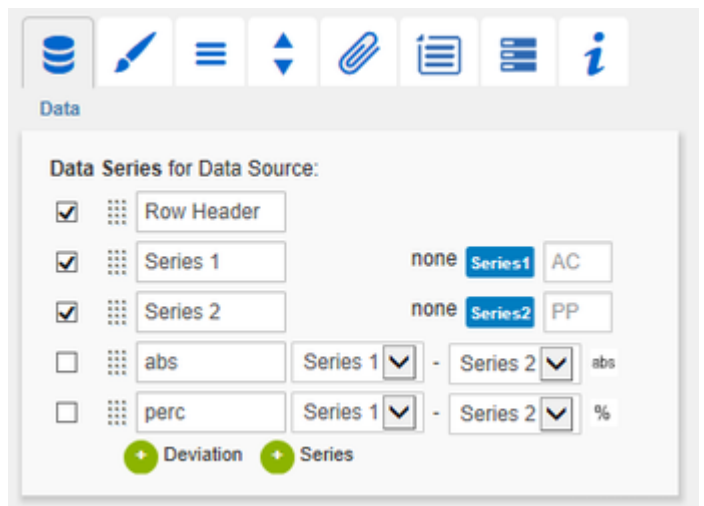 Data
Data Series for Data Source:
Row Header
Series 1 none Series1 AC
Series 2 none Series2 PP
abs Series 1 - Series 2 abs
perc Series 1 - Series 2 %
+ Deviation + Series